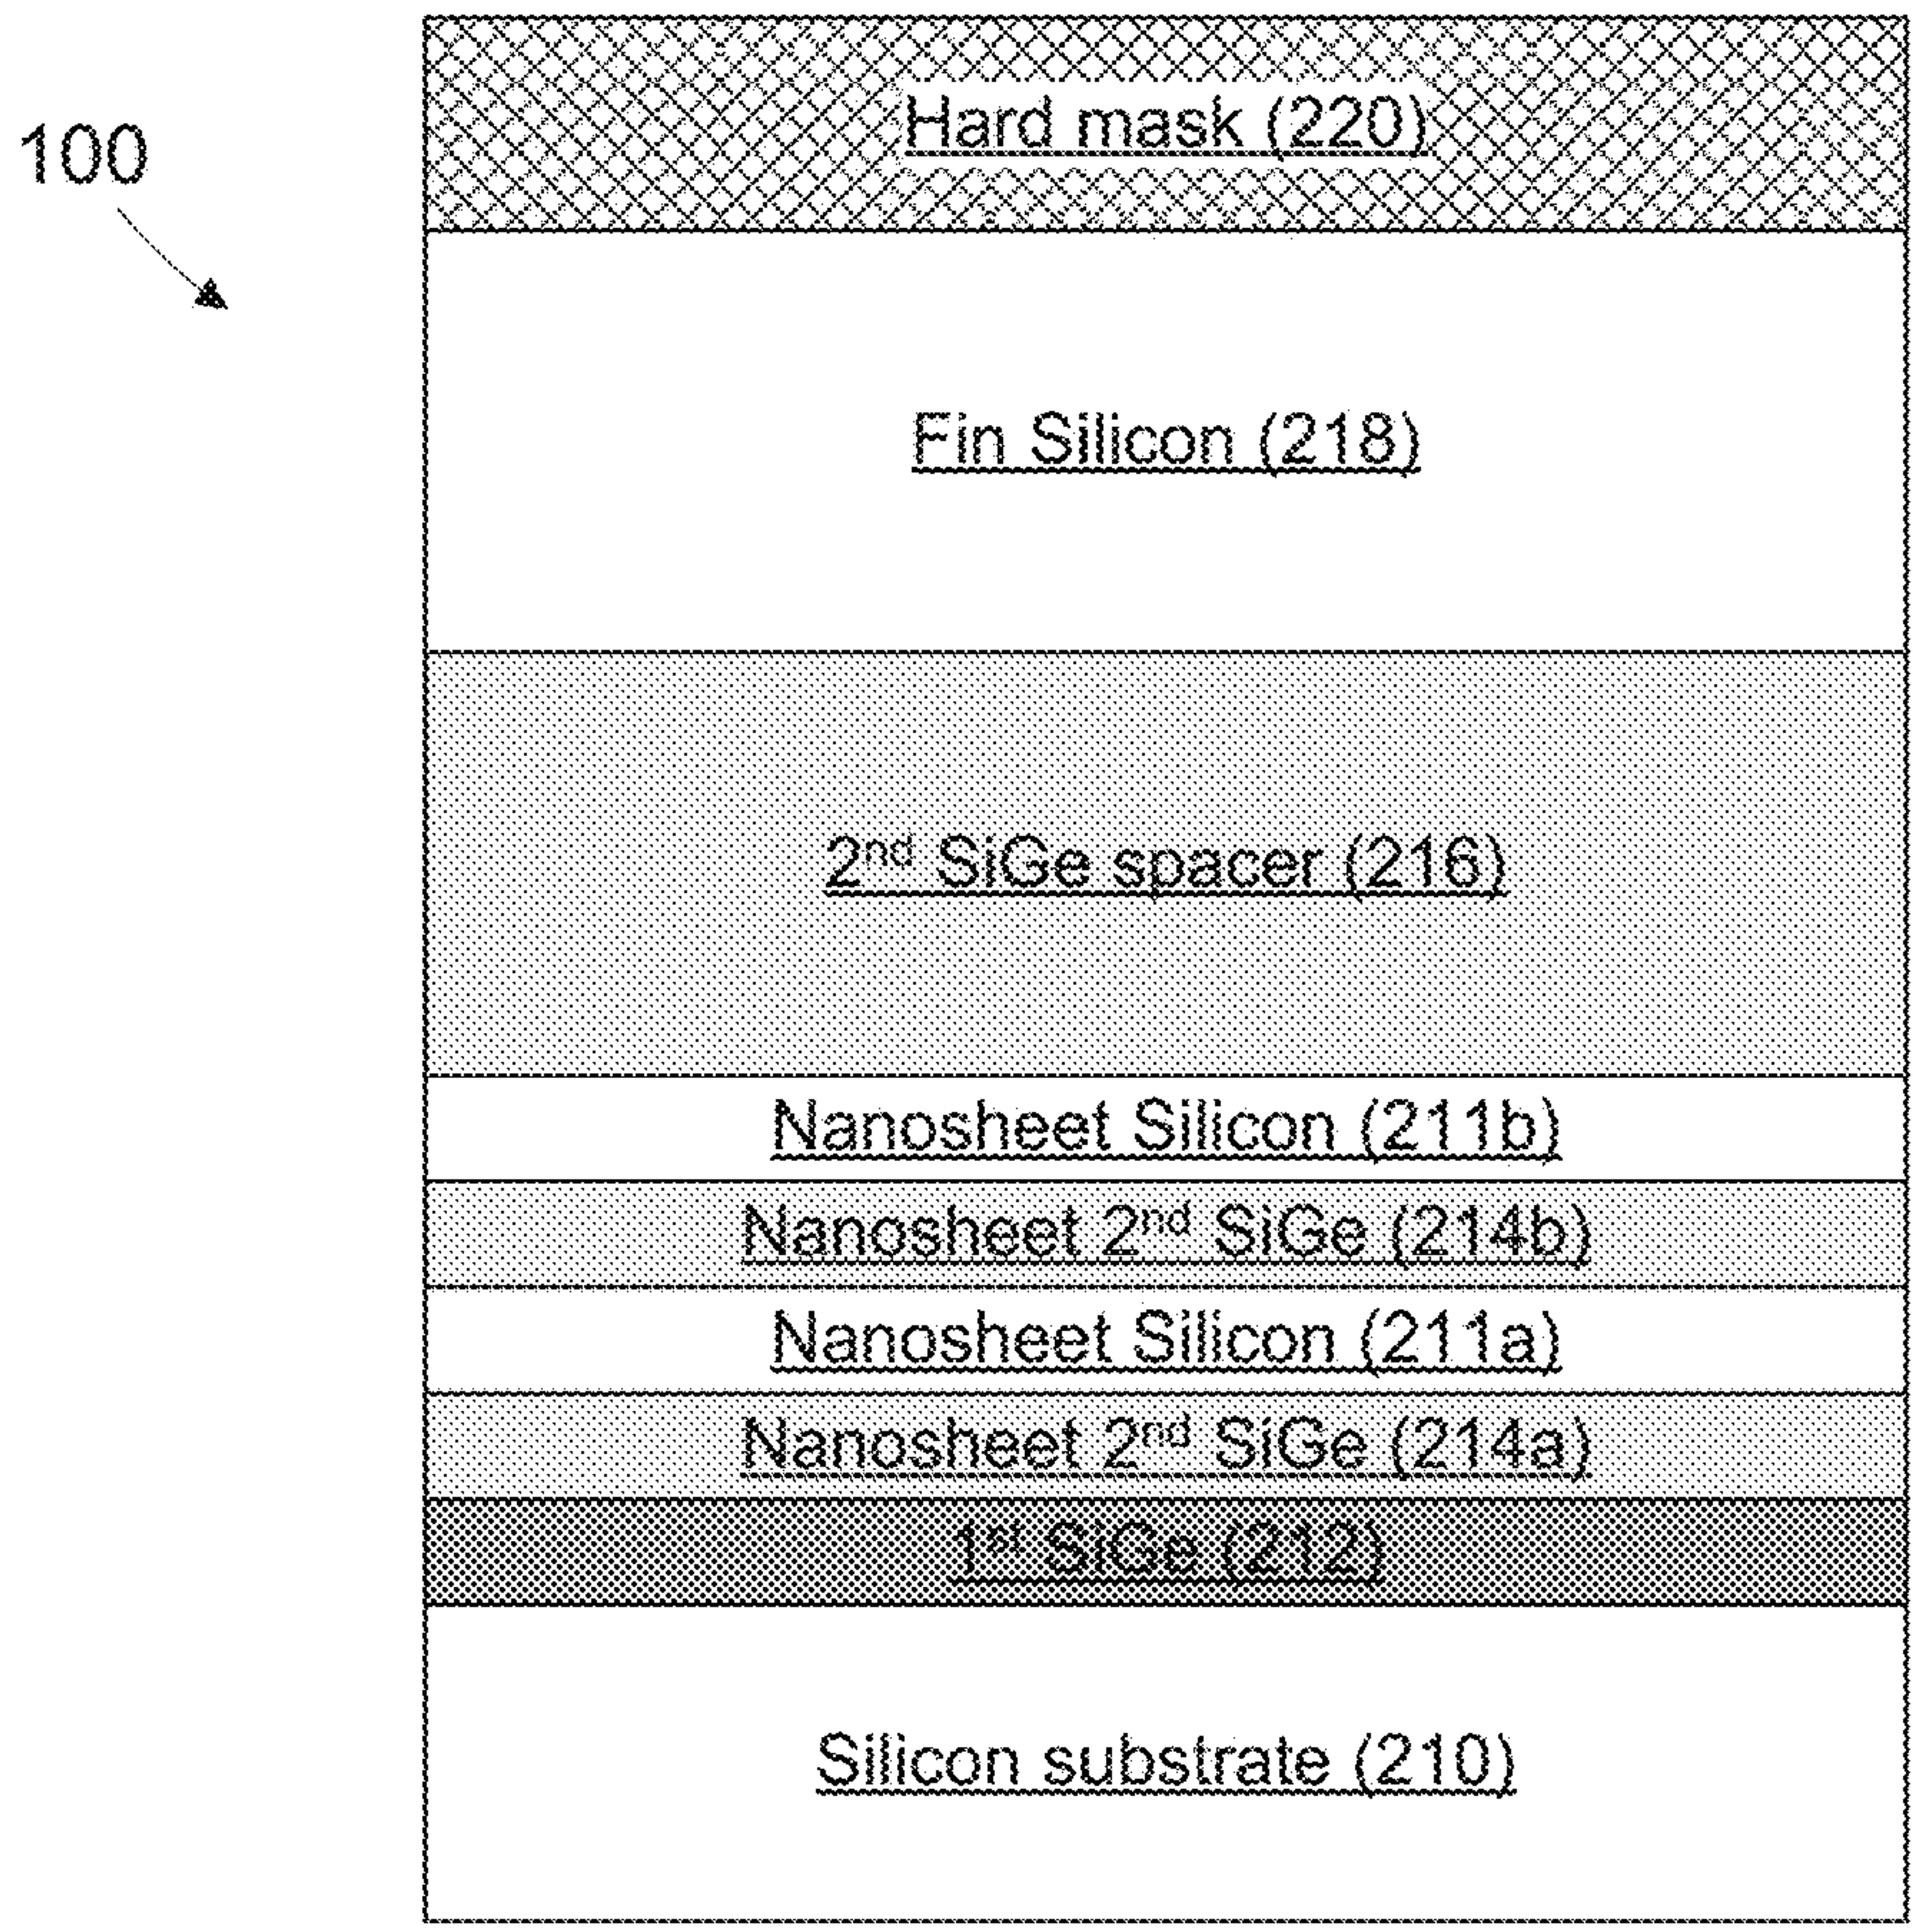 100
Hard mask (220)
Fin Silicon (218)
2nd SiGe spacer (216)
Nanosheet Silicon (211b)
Nanosheet 2nd SiGe (214b)
Nanosheet Silicon (211a)
Nanosheet 2nd SiGe (214a)
1st SiGe (212)
Silicon substrate (210)